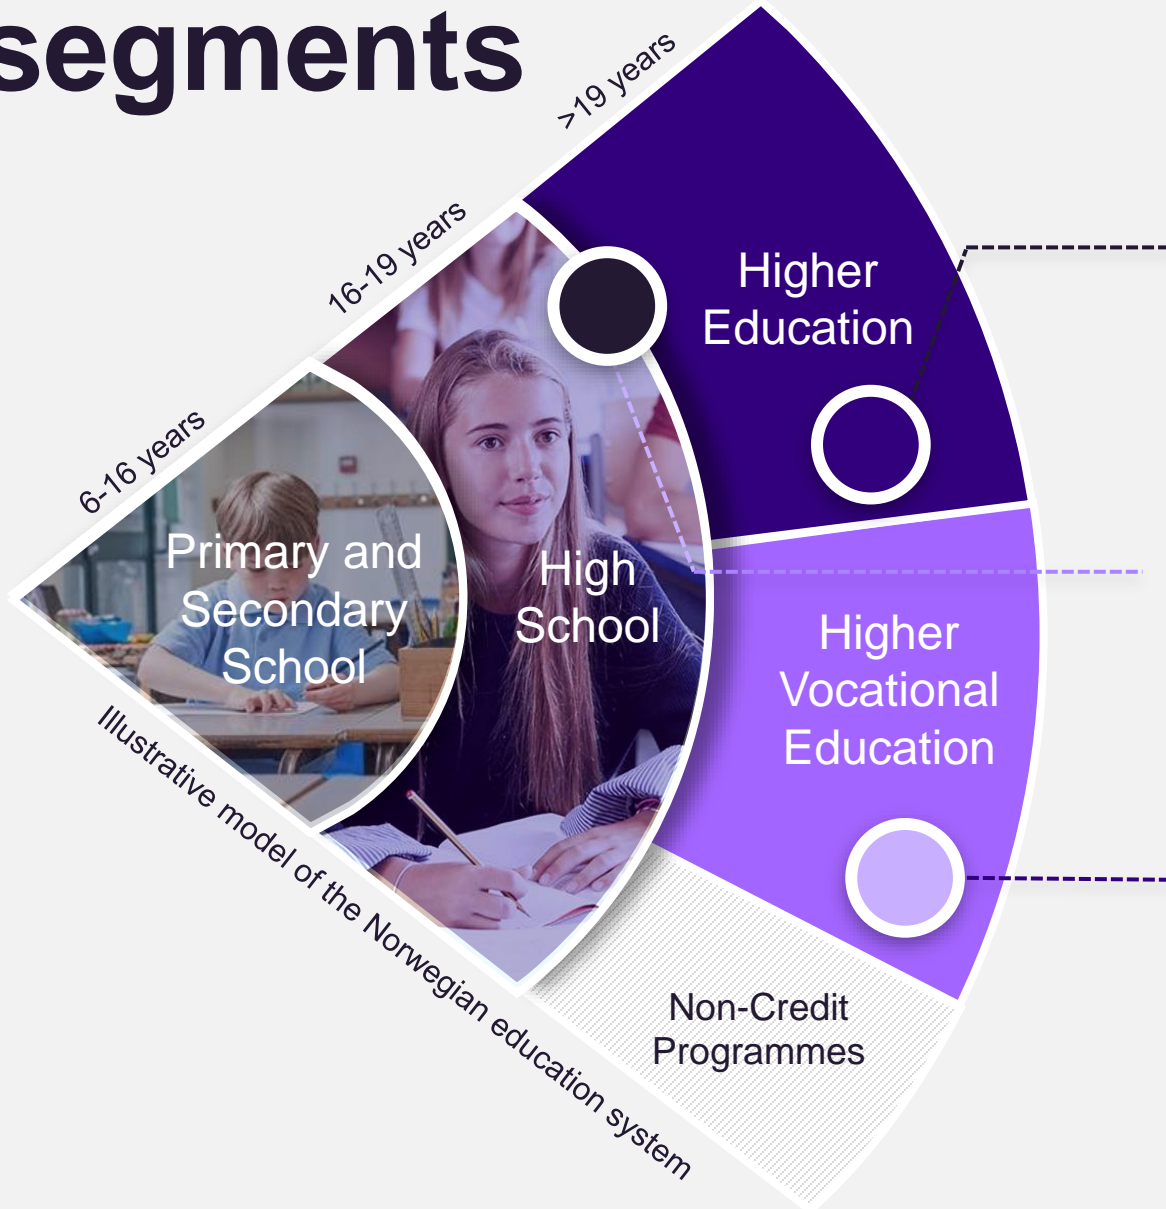 segments
>19 years
16-19 years
6-16 years
Higher
Education
Primary and
Secondary
School
High
School
Higher
Vocational
Education
Non-Credit
Programmes
Illustrative model of the Norwegian education system